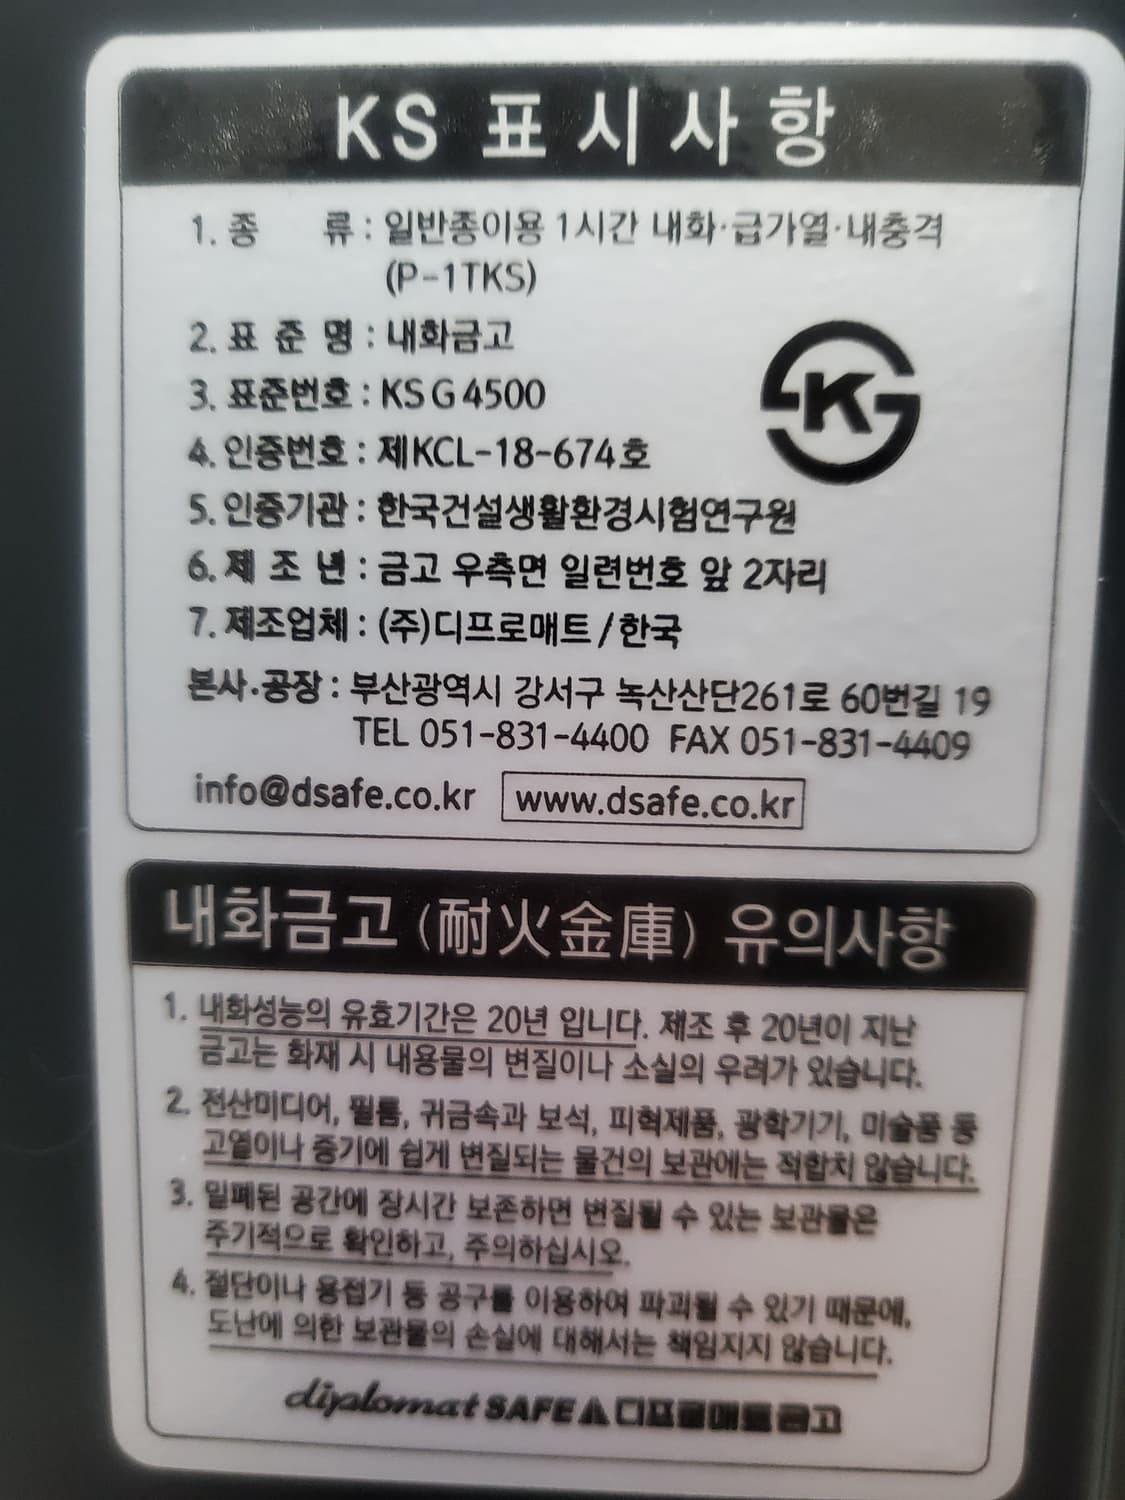 KS 표시사항
1. 종 류 : 일반종이용 1시간 내화·급가열·내충격
(P-1TKS)
2. 표 준 명 : 내화금고
3. 표준번호 : KS G 4500
4. 인증번호 : 제KCL-18-674호
5. 인증기관 : 한국건설생활환경시험연구원
6. 제 조 년 : 금고 우측면 일련번호 앞 2자리
7. 제조업체 : (주)디프로매트/한국
본사·공장 : 부산광역시 강서구 녹산산단261로 60번길 19
TEL 051-831-4400 FAX 051-831-4409
info@dsafe.co.kr www.dsafe.co.kr
내화금고(耐火金庫) 유의사항
1. 내화성능의 유효기간은 20년 입니다. 제조 후 20년이 지난
금고는 화재 시 내용물의 변질이나 소실의 우려가 있습니다.
2. 전산미디어, 필름, 귀금속과 보석, 피혁제품, 광학기기, 미술품 등
고열이나 증기에 쉽게 변질되는 물건의 보관에는 적합치 않습니다.
3. 밀폐된 공간에 장시간 보존하면 변질될 수 있는 보관물은
주기적으로 확인하고, 주의하십시오.
4. 절단이나 용접기 등 공구를 이용하여 파괴될 수 있기 때문에,
도난에 의한 보관물의 손실에 대해서는 책임지지 않습니다.
diplomat SAFE 디프로매트금고